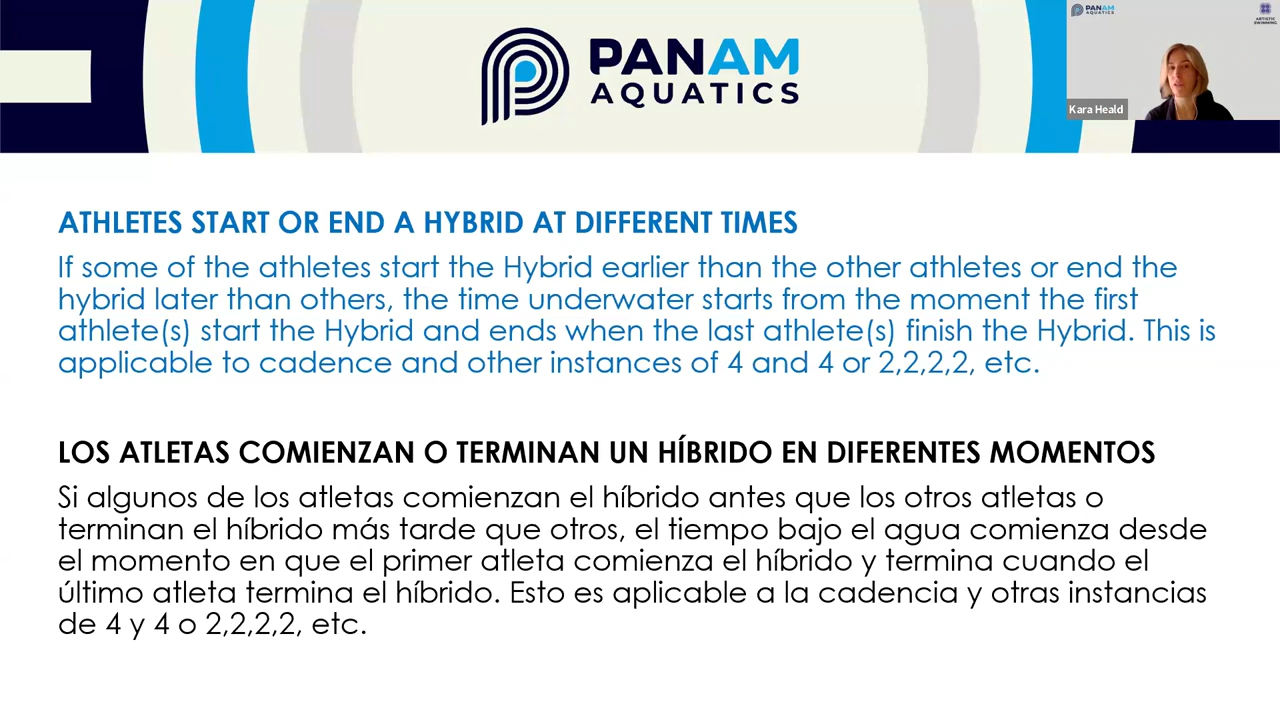 PANAM
AQUATICS
PANAM
AQUATICS
ARTISTIC
SWIMMING
Kara Heald
ATHLETES START OR END A HYBRID AT DIFFERENT TIMES
If some of the athletes start the Hybrid earlier than the other athletes or end the
hybrid later than others, the time underwater starts from the moment the first
athlete(s) start the Hybrid and ends when the last athlete(s) finish the Hybrid. This is
applicable to cadence and other instances of 4 and 4 or 2,2,2,2, etc.
LOS ATLETAS COMIENZAN O TERMINAN UN HÍBRIDO EN DIFERENTES MOMENTOS
Si algunos de los atletas comienzan el híbrido antes que los otros atletas o
terminan el híbrido más tarde que otros, el tiempo bajo el agua comienza desde
el momento en que el primer atleta comienza el híbrido y termina cuando el
último atleta termina el híbrido. Esto es aplicable a la cadencia y otras instancias
de 4 y 4 o 2,2,2,2, etc.